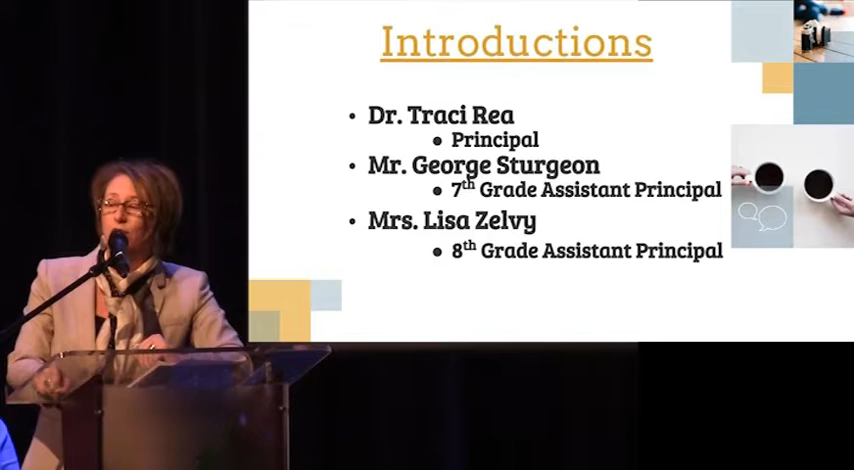 Introductions
• Dr. Traci Rea
• Principal
• Mr. George Sturgeon
• 7th Grade Assistant Principal
• Mrs. Lisa Zelvy
• 8th Grade Assistant Principal